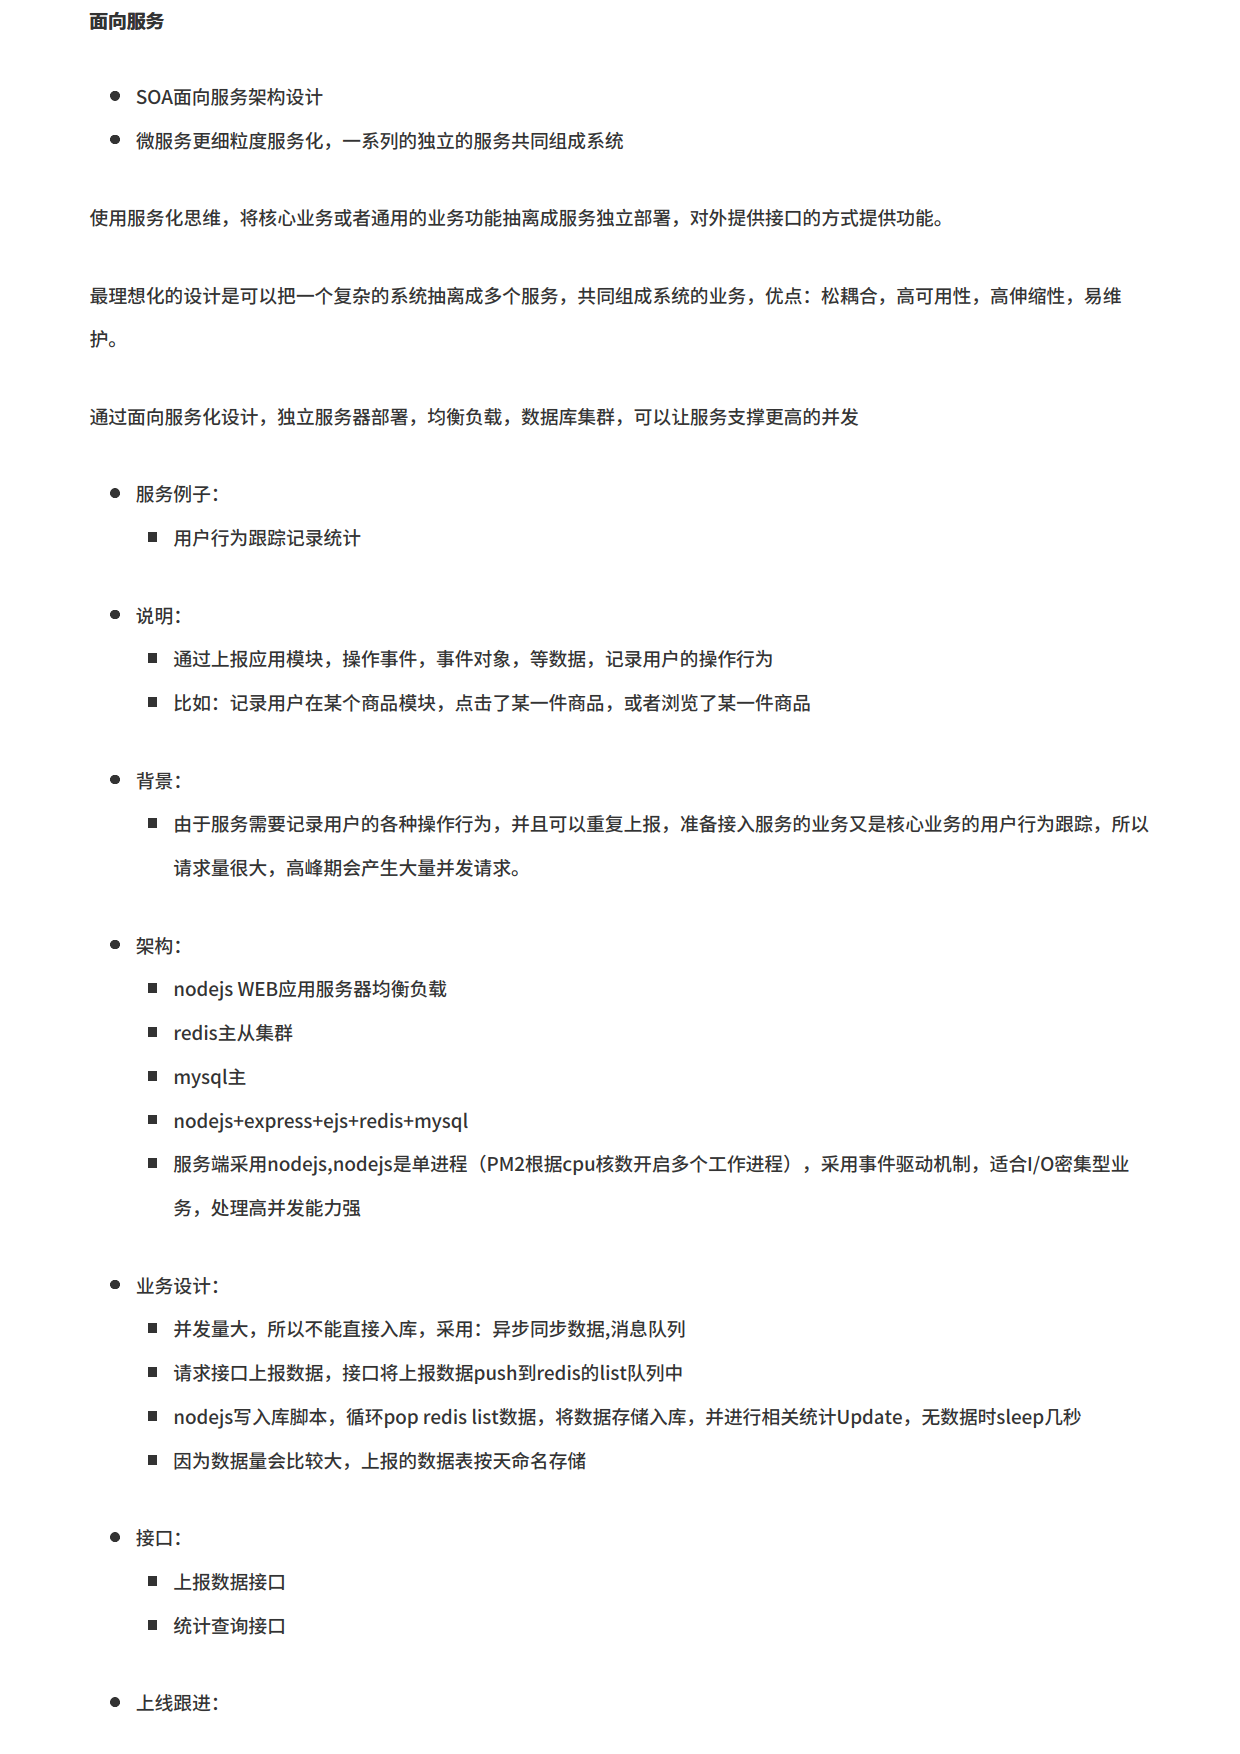 面向服务
SOA面向服务架构设计
微服务更细粒度服务化，一系列的独立的服务共同组成系统
使用服务化思维，将核心业务或者通用的业务功能抽离成服务独立部署，对外提供接口的方式提供功能。
最理想化的设计是可以把一个复杂的系统抽离成多个服务，共同组成系统的业务，优点：松耦合，高可用性，高伸缩性，易维
护。
通过面向服务化设计，独立服务器部署，均衡负载，数据库集群，可以让服务支撑更高的并发
服务例子：
用户行为跟踪记录统计
说明：
通过上报应用模块，操作事件，事件对象，等数据，记录用户的操作行为
比如：记录用户在某个商品模块，点击了某一件商品，或者浏览了某一件商品
背景：
由于服务需要记录用户的各种操作行为，并且可以重复上报，准备接入服务的业务又是核心业务的用户行为跟踪，所以
请求量很大，高峰期会产生大量并发请求。
架构：
nodejs WEB应用服务器均衡负载
redis主从集群
mysql主
nodejs+express+ejs+redis+mysql
服务端采用nodejs,nodejs是单进程（PM2根据cpu核数开启多个工作进程），采用事件驱动机制，适合I/O密集型业
务，处理高并发能力强
业务设计：
并发量大，所以不能直接入库，采用：异步同步数据,消息队列
请求接口上报数据，接口将上报数据push到redis的list队列中
nodejs写入库脚本，循环pop redis list数据，将数据存储入库，并进行相关统计Update，无数据时sleep几秒
因为数据量会比较大，上报的数据表按天命名存储
接口：
上报数据接口
统计查询接口
上线跟进：